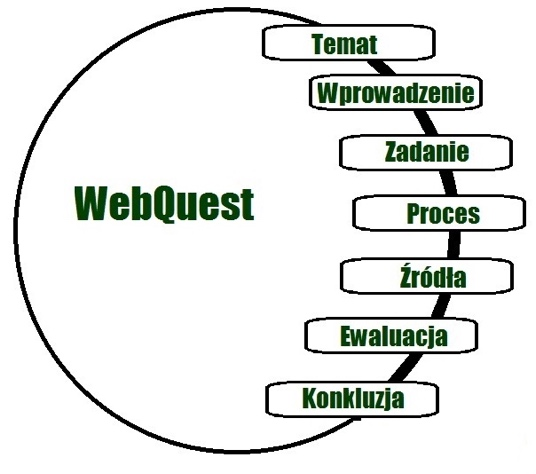 Temat
Wprowadzenie
Zadanie
WebQuest
Proces
Źródła
Ewaluacja
Konkluzja